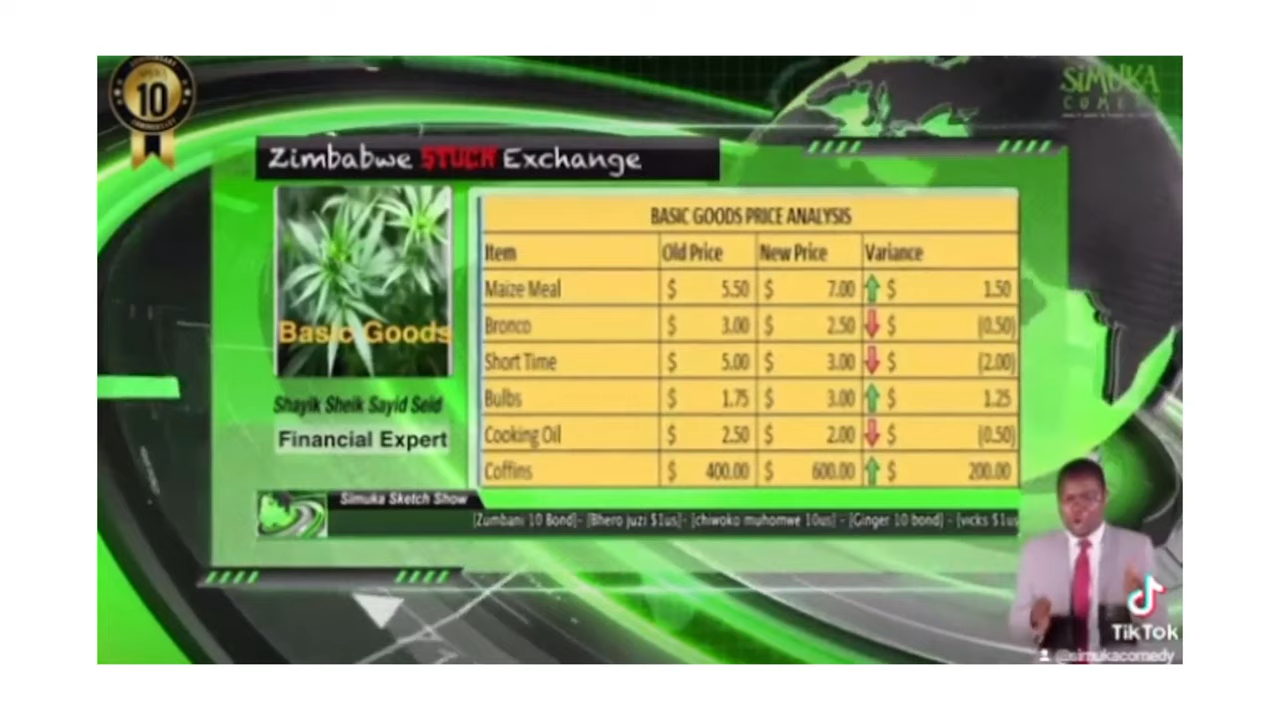 10
SiMUKA
COMEDY
Zimbabwe STUCK Exchange
BASIC GOODS PRICE ANALYSIS
Item Old Price New Price Variance
Maize Meal $ 5.50 $ 7.00 $ 1.50
Bronco $ 3.00 $ 2.50 $ (0.50)
Short Time $ 5.00 $ 3.00 $ (2.00)
Bulbs $ 1.75 $ 3.00 $ 1.25
Cooking Oil $ 2.50 $ 2.00 $ (0.50)
Coffins $ 400.00 $ 600.00 $ 200.00
Basic Goods
Shayik Sheik Sayid Seid
Financial Expert
Simuka Sketch Show
[Zumbani 10 Bond]- [Bhero juzi $1us]- [chiwoko muhomwe 10us] - [Ginger 10 bond] - [vicks $1us
TikTok
@simukacomedy